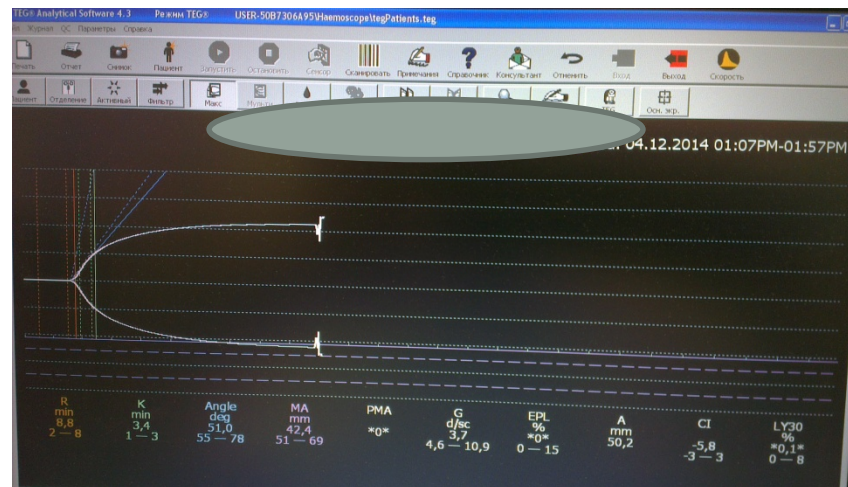 TEG® Analytical Software 4.3 Режим TEG® USER-50B7306A95\Haemoscope\tegPatients.teg
Журнал QC Параметры Справка
Печать Отчет Снимок Пациент Запустить Остановить Сенсор Сканировать Примечания Справочник Консультант Отменить Вход Выход Скорость
Отделение Активный Фильтр Макс Мульти TEG Осн. экр.
04.12.2014 01:07PM-01:57PM
R K Angle MA PMA G EPL A CI LY30
min min deg mm d/sc % mm %
8,8 3,4 51,0 42,4 *0* 3,7 *0* 50,2 -5,8 *0,1*
2 — 8 1 — 3 55 — 78 51 — 69 4,6 — 10,9 0 — 15 -3 — 3 0 — 8